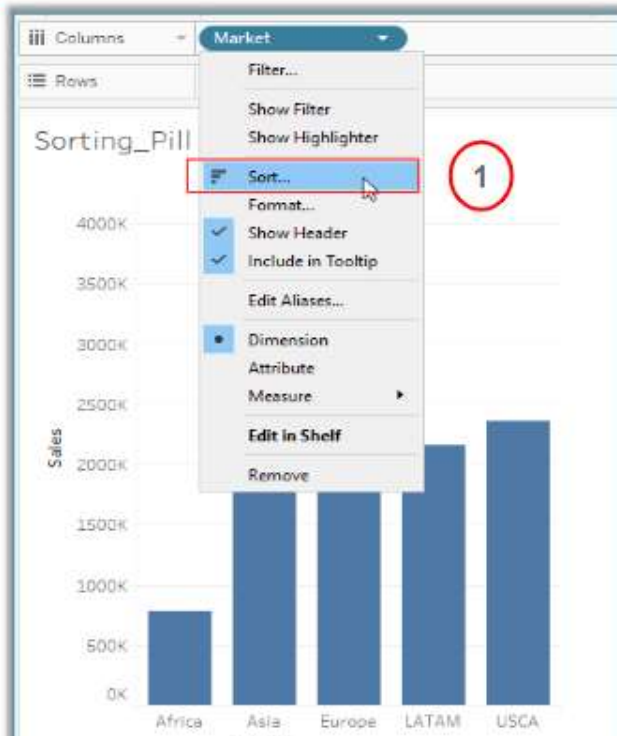 Columns
Market
Rows
Filter...
Show Filter
Show Highlighter
Sorting_Pill
Sort...
1
Format...
Show Header
Include in Tooltip
Edit Aliases...
Dimension
Attribute
Measure
Edit in Shelf
Remove
Sales
4000K
3500K
3000K
2500K
2000K
1500K
1000K
500K
0K
Africa Asia Europe LATAM USCA